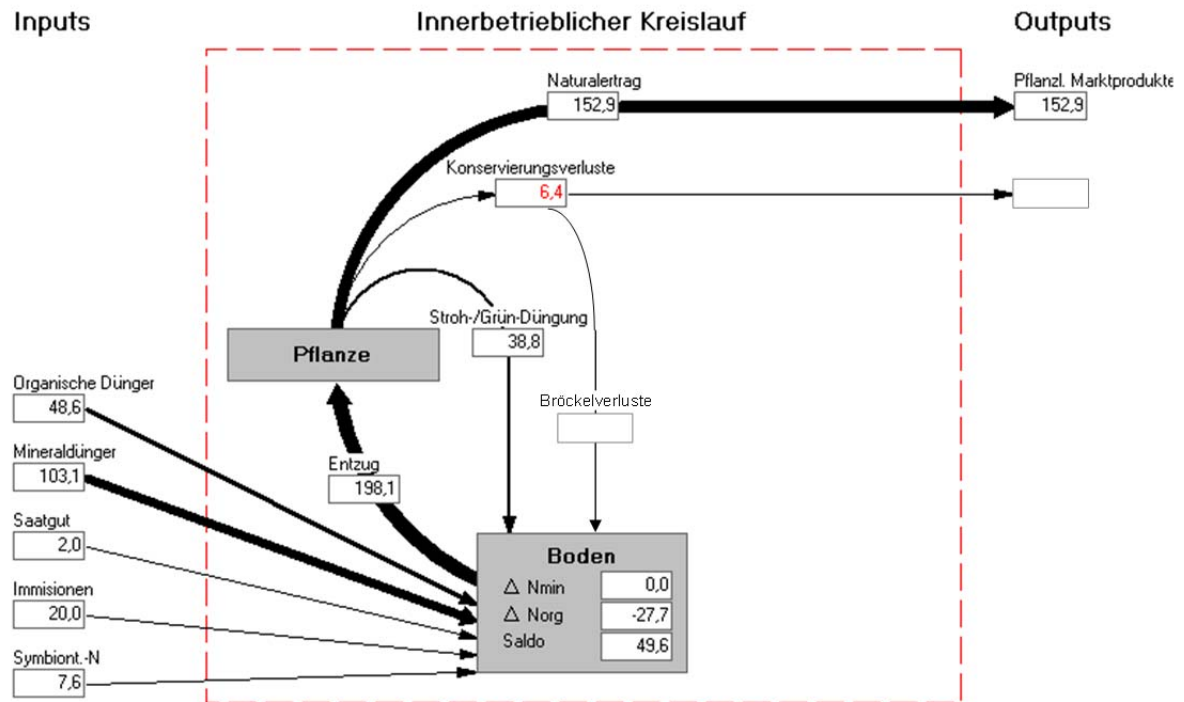 Inputs
Innerbetrieblicher Kreislauf
Outputs
Naturalertrag
152,9
Pflanzl. Marktprodukte
152,9
Konservierungsverluste
6,4
Stroh-/Grün-Düngung
38,8
Pflanze
Bröckelverluste
Organische Dünger
48,6
Mineraldünger
103,1
Entzug
198,1
Saatgut
2,0
Immisionen
20,0
Symbiont.-N
7,6
Boden
△ Nmin 0,0
△ Norg -27,7
Saldo 49,6